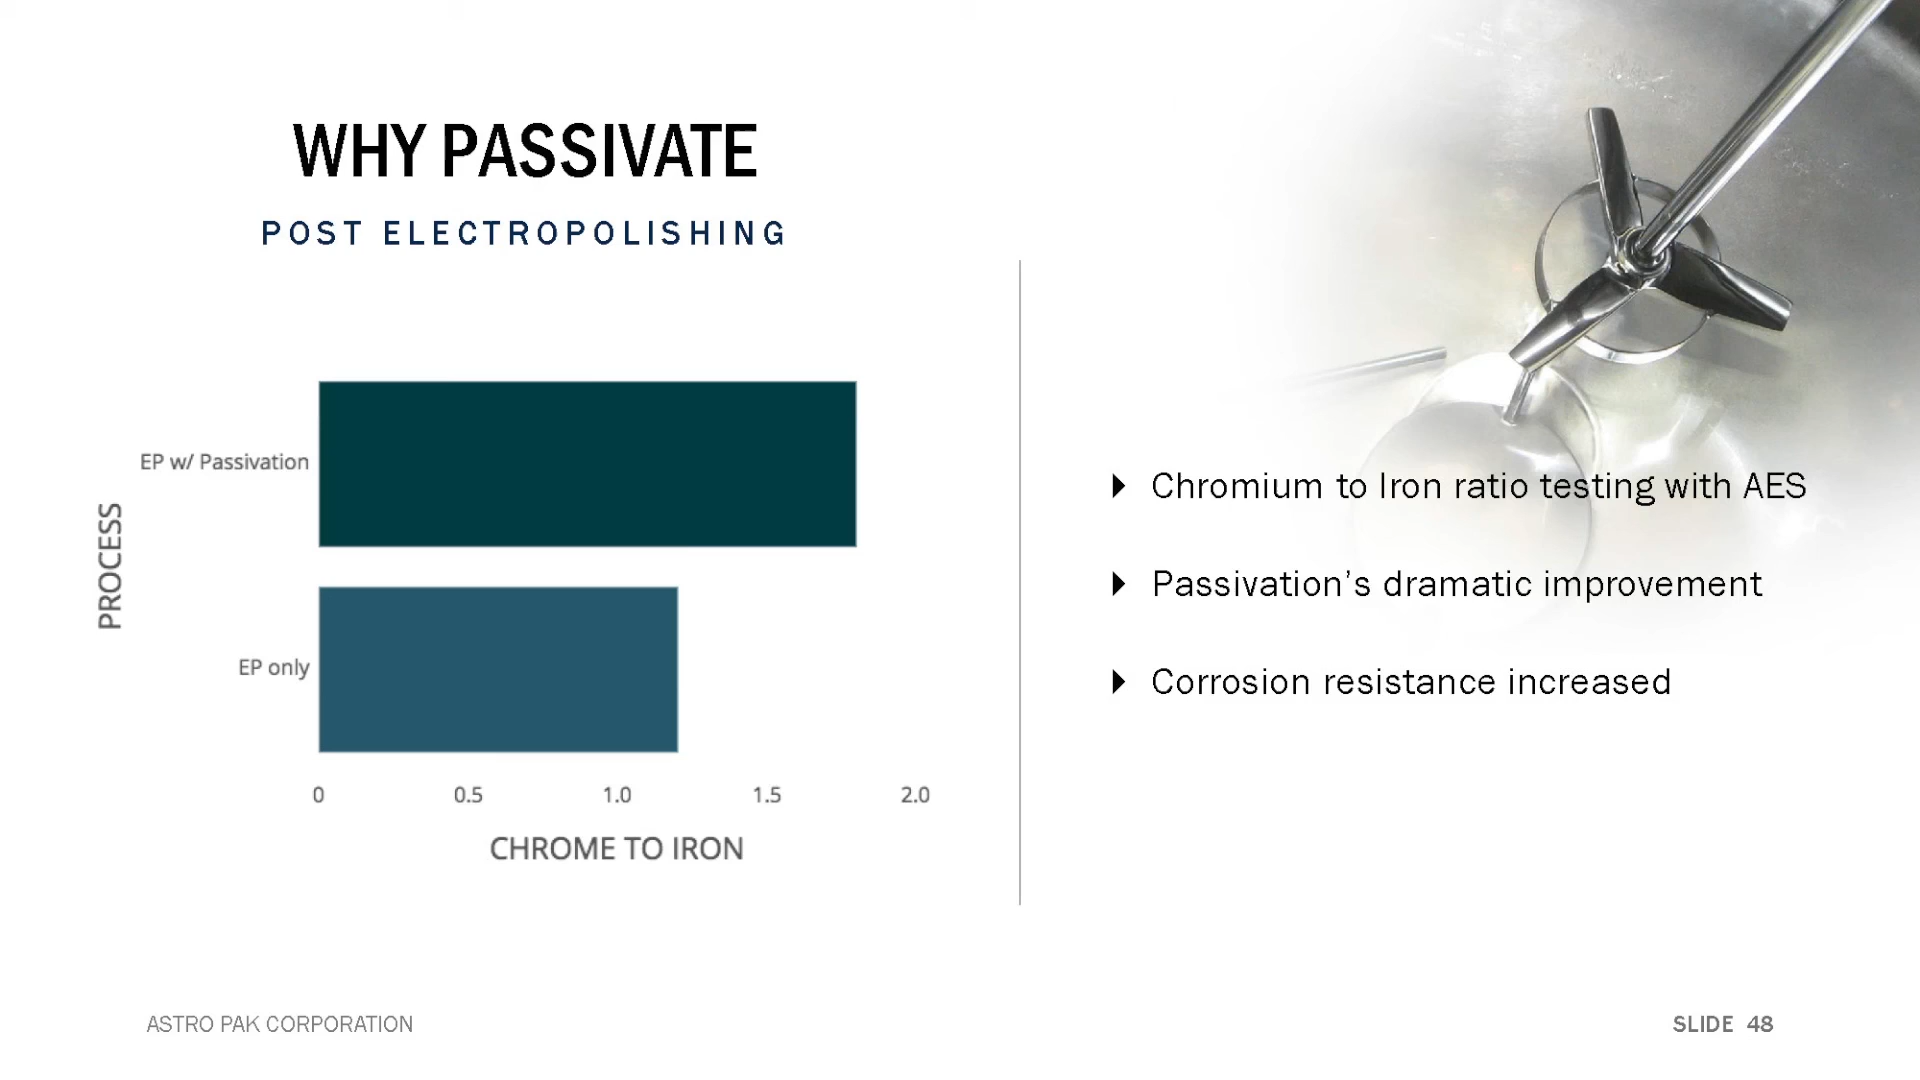 WHY PASSIVATE
POST ELECTROPOLISHING
PROCESS
EP w/ Passivation
EP only
0 0.5 1.0 1.5 2.0
CHROME TO IRON
Chromium to Iron ratio testing with AES
Passivation’s dramatic improvement
Corrosion resistance increased
ASTRO PAK CORPORATION
SLIDE 48